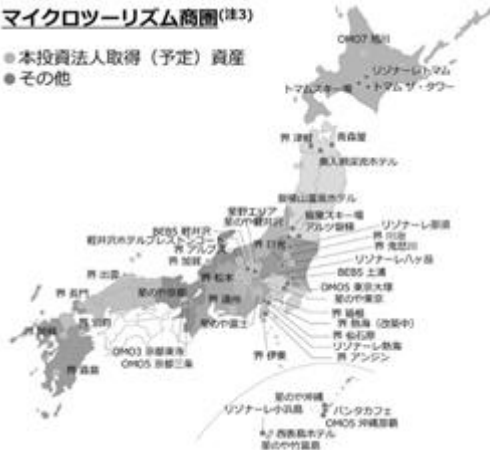 マイクロツーリズム商圏(注3)
本投資法人取得（予定）資産
その他
OMO7 旭川
リゾナーレトマム
トマムスキー場
トマム ザ・タワー
界 津軽
青森屋
奥入瀬渓流ホテル
磐梯山温泉ホテル
星野エリア
星のや軽井沢
猫魔スキー場
アルツ磐梯
BEB5 軽井沢
軽井沢ホテルブレストンコート
界 アルプス
界 加賀
界 日光
リゾナーレ那須
界 川治
界 鬼怒川
リゾナーレ八ヶ岳
BEB5 土浦
界 出雲
界 松本
OMO5 東京大塚
界 長門
星のや京都
界 遠州
星のや東京
界 箱根
星のや富士
界 熱海（改築中）
界 仙石原
リゾナーレ熱海
界 アンジン
界 伊東
界 別府
OMO3 京都東寺
OMO5 京都三条
界 霧島
星のや沖縄
リゾナーレ小浜島
バンタカフェ
OMO5 沖縄那覇
西表島ホテル
星のや竹富島